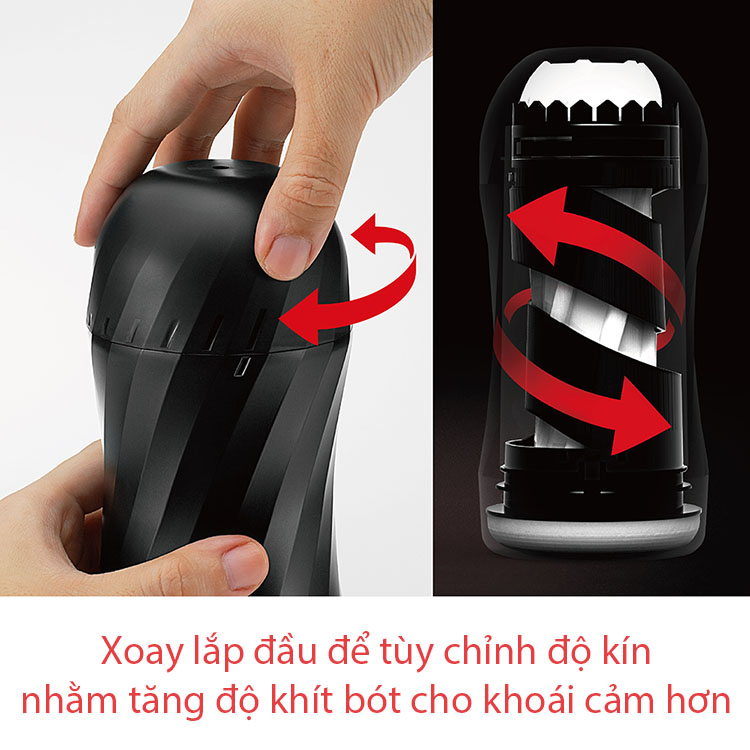 Xoay lắp đầu để tùy chỉnh độ kín
nhằm tăng độ khít bót cho khoái cảm hơn